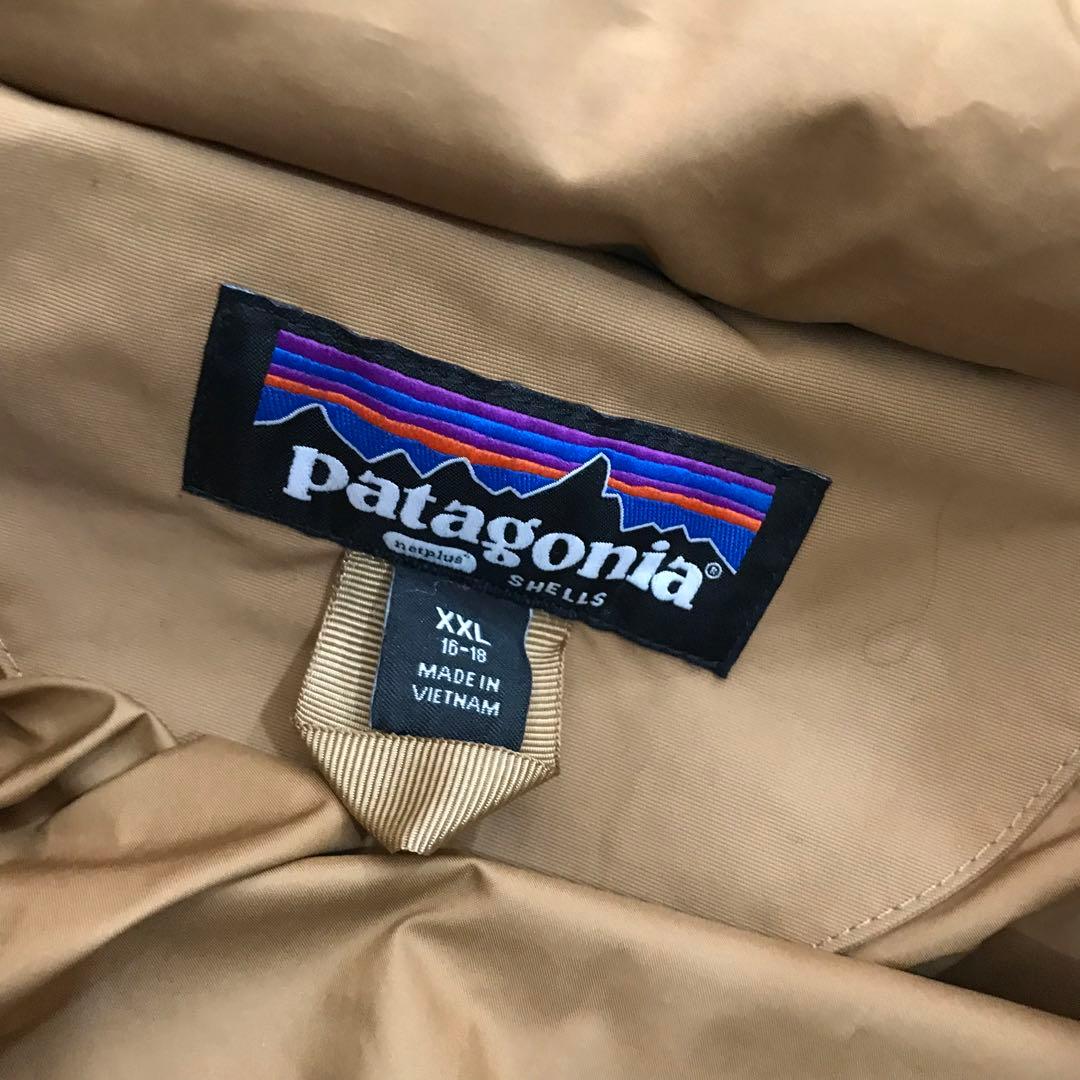 patagonia®
netplus®
SHELLS
XXL
16-18
MADE IN
VIETNAM